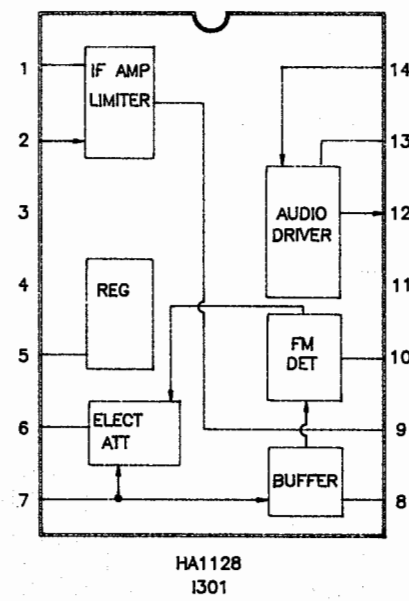 1
2
3
4
5
6
7
IF AMP
LIMITER
REG
ELECT
ATT
AUDIO
DRIVER
FM
DET
BUFFER
14
13
12
11
10
9
8
HA1128
I301